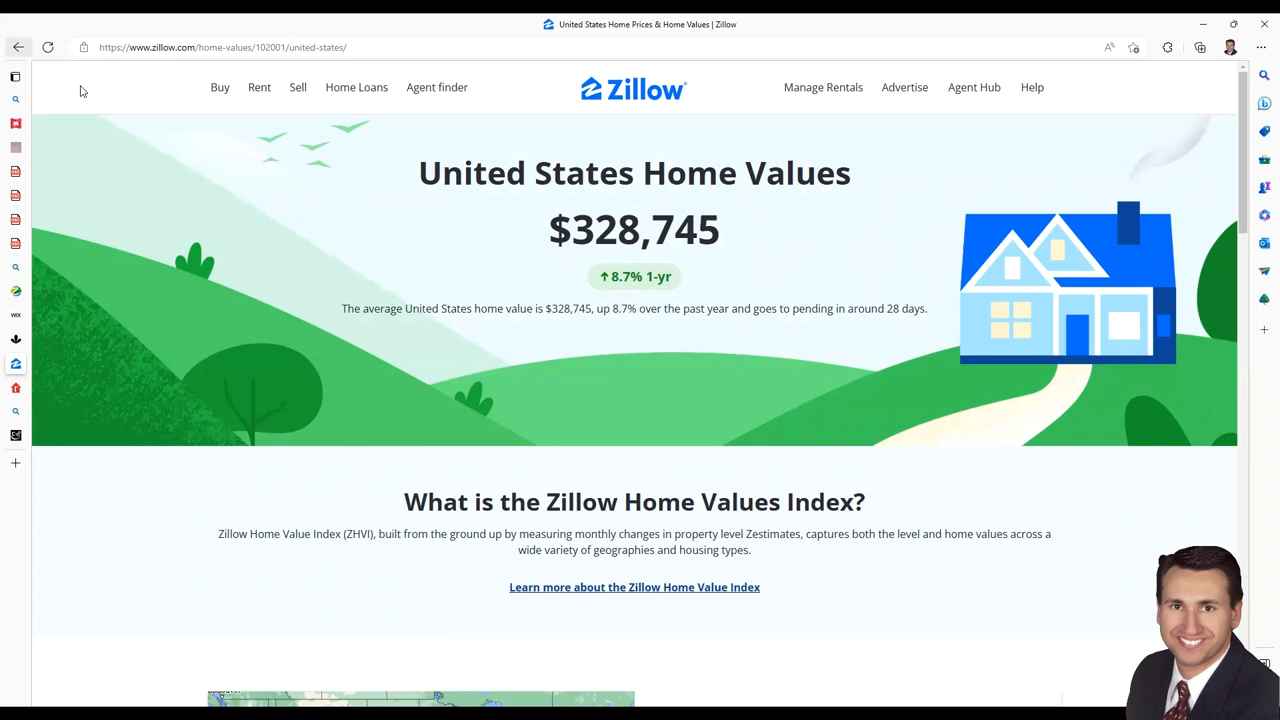 United States Home Prices & Home Values | Zillow
https://www.zillow.com/home-values/102001/united-states/
Buy Rent Sell Home Loans Agent finder Zillow Manage Rentals Advertise Agent Hub Help
United States Home Values
$328,745
↑ 8.7% 1-yr
The average United States home value is $328,745, up 8.7% over the past year and goes to pending in around 28 days.
What is the Zillow Home Values Index?
Zillow Home Value Index (ZHVI), built from the ground up by measuring monthly changes in property level Zestimates, captures both the level and home values across a
wide variety of geographies and housing types.
Learn more about the Zillow Home Value Index
WIX